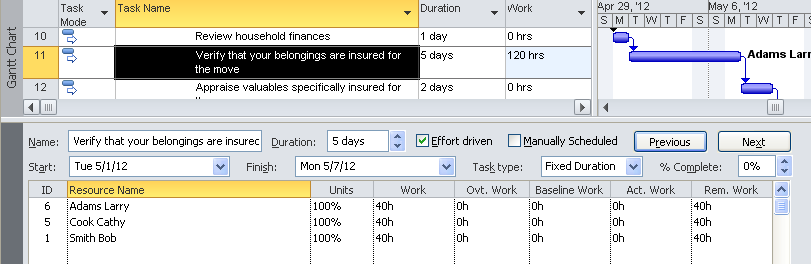 Task Mode Task Name Duration Work Apr 29, '12 May 6, '12
S M T W T F S S M T W T F S
10 Review household finances 1 day 0 hrs
11 Verify that your belongings are insured for the move 5 days 120 hrs Adams Larr
12 Appraise valuables specifically insured for 2 days 0 hrs
Gantt Chart
Name: Verify that your belongings are insurec Duration: 5 days Effort driven Manually Scheduled Previous Next
Start: Tue 5/1/12 Finish: Mon 5/7/12 Task type: Fixed Duration % Complete: 0%
ID Resource Name Units Work Ovt. Work Baseline Work Act. Work Rem. Work
6 Adams Larry 100% 40h 0h 0h 0h 40h
5 Cook Cathy 100% 40h 0h 0h 0h 40h
1 Smith Bob 100% 40h 0h 0h 0h 40h